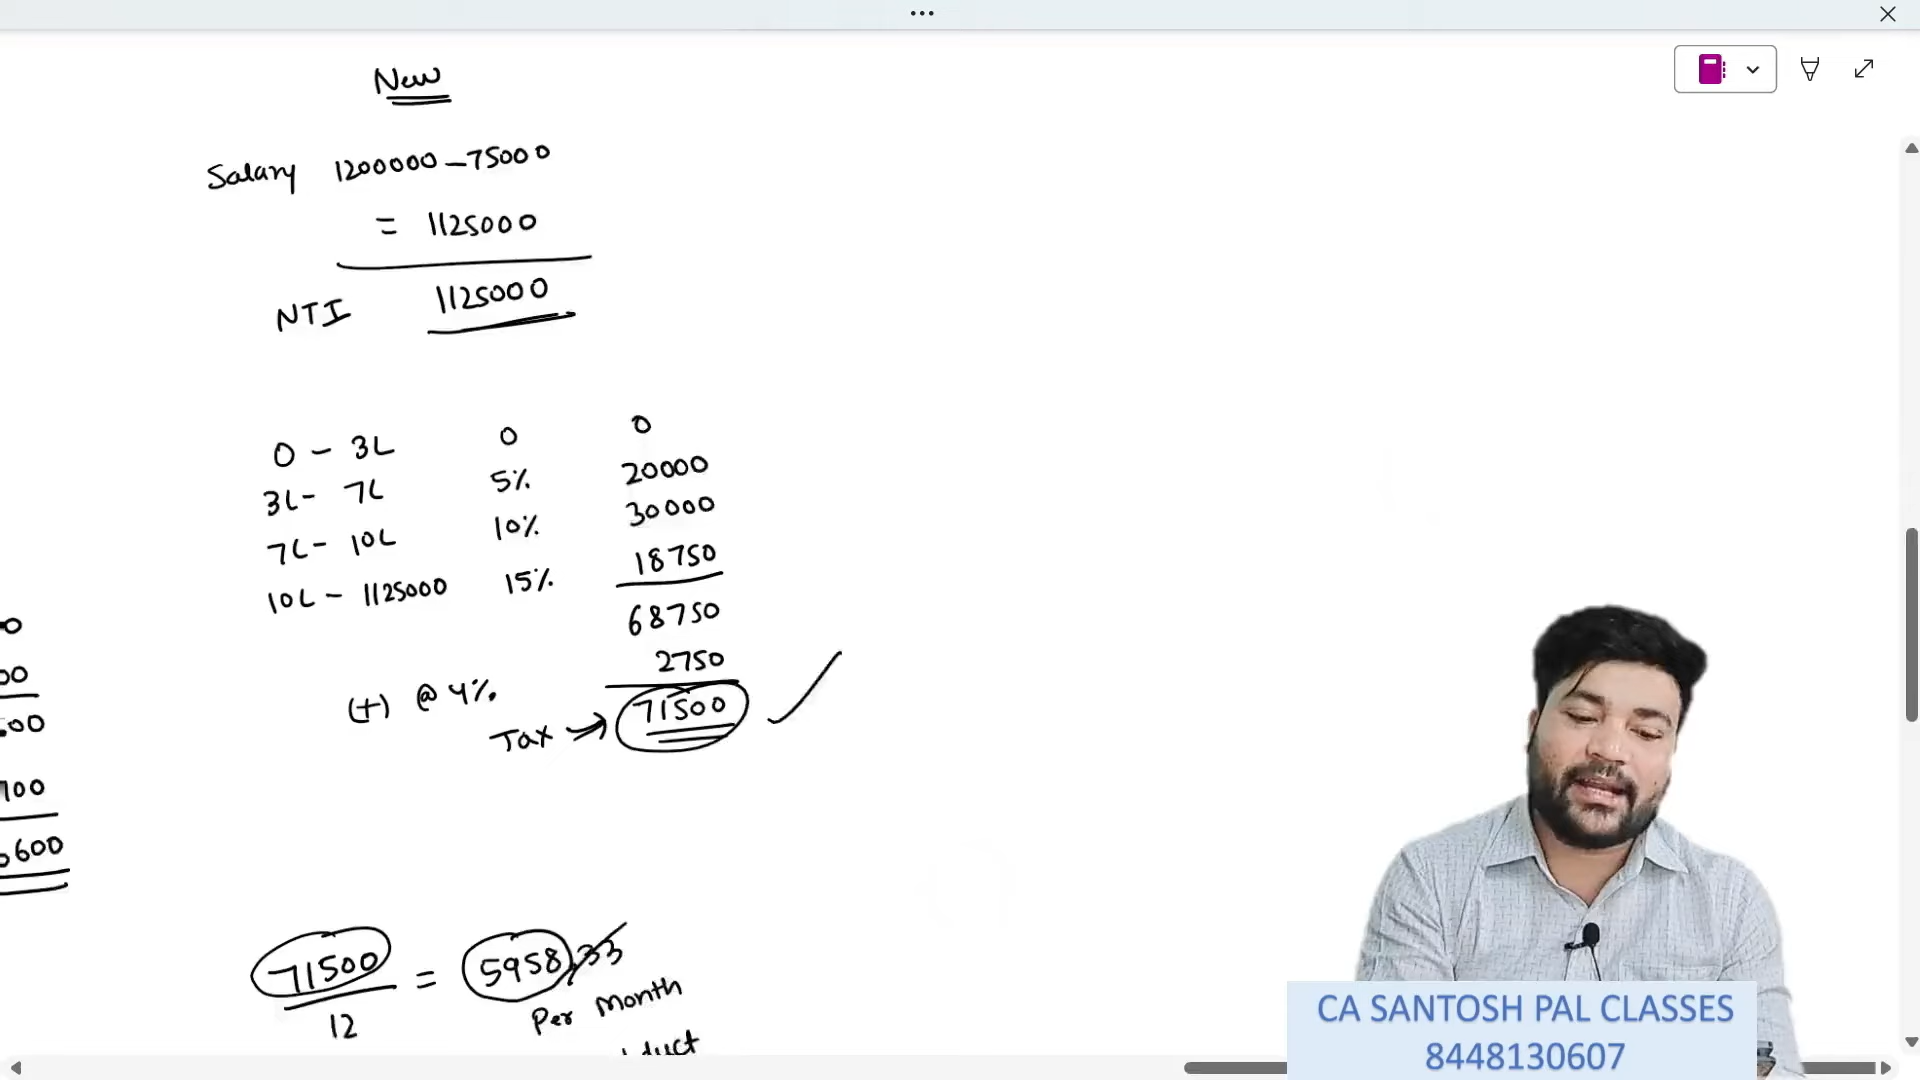 New
Salary 1200000 - 75000
= 1125000
NTI 1125000
0 - 3L 0 0
3L - 7L 5% 20000
7L - 10L 10% 30000
10L - 1125000 15% 18750
68750
2750
(+) @ 4%
Tax → 71500
00
600
71500 / 12 = 5958.33
Per Month
CA SANTOSH PAL CLASSES
8448130607